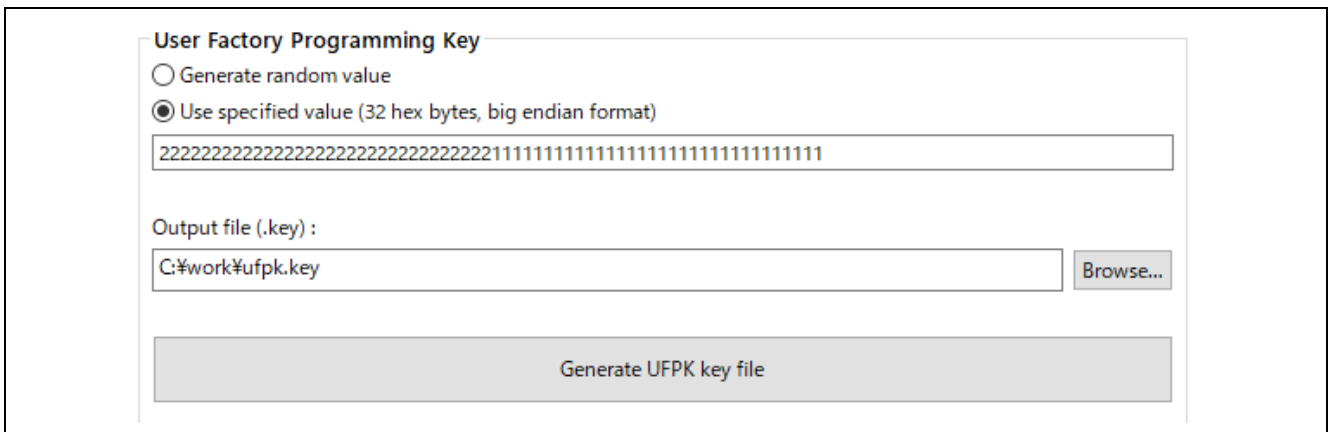 User Factory Programming Key
Generate random value
Use specified value (32 hex bytes, big endian format)
2222222222222222222222222222222211111111111111111111111111111111
Output file (.key) :
C:¥work¥ufpk.key
Browse...
Generate UFPK key file